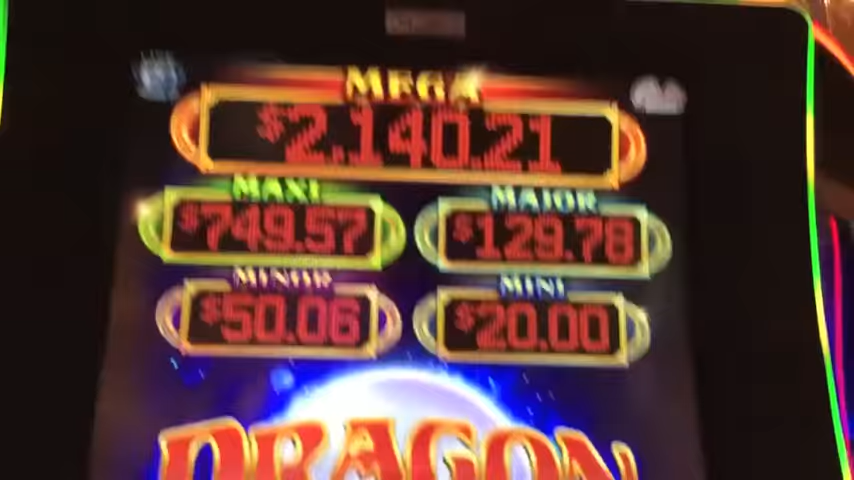 MEGA
$2,140.21
MAXI MAJOR
$749.57 $129.78
MINOR MINI
$50.06 $20.00
DRAGON